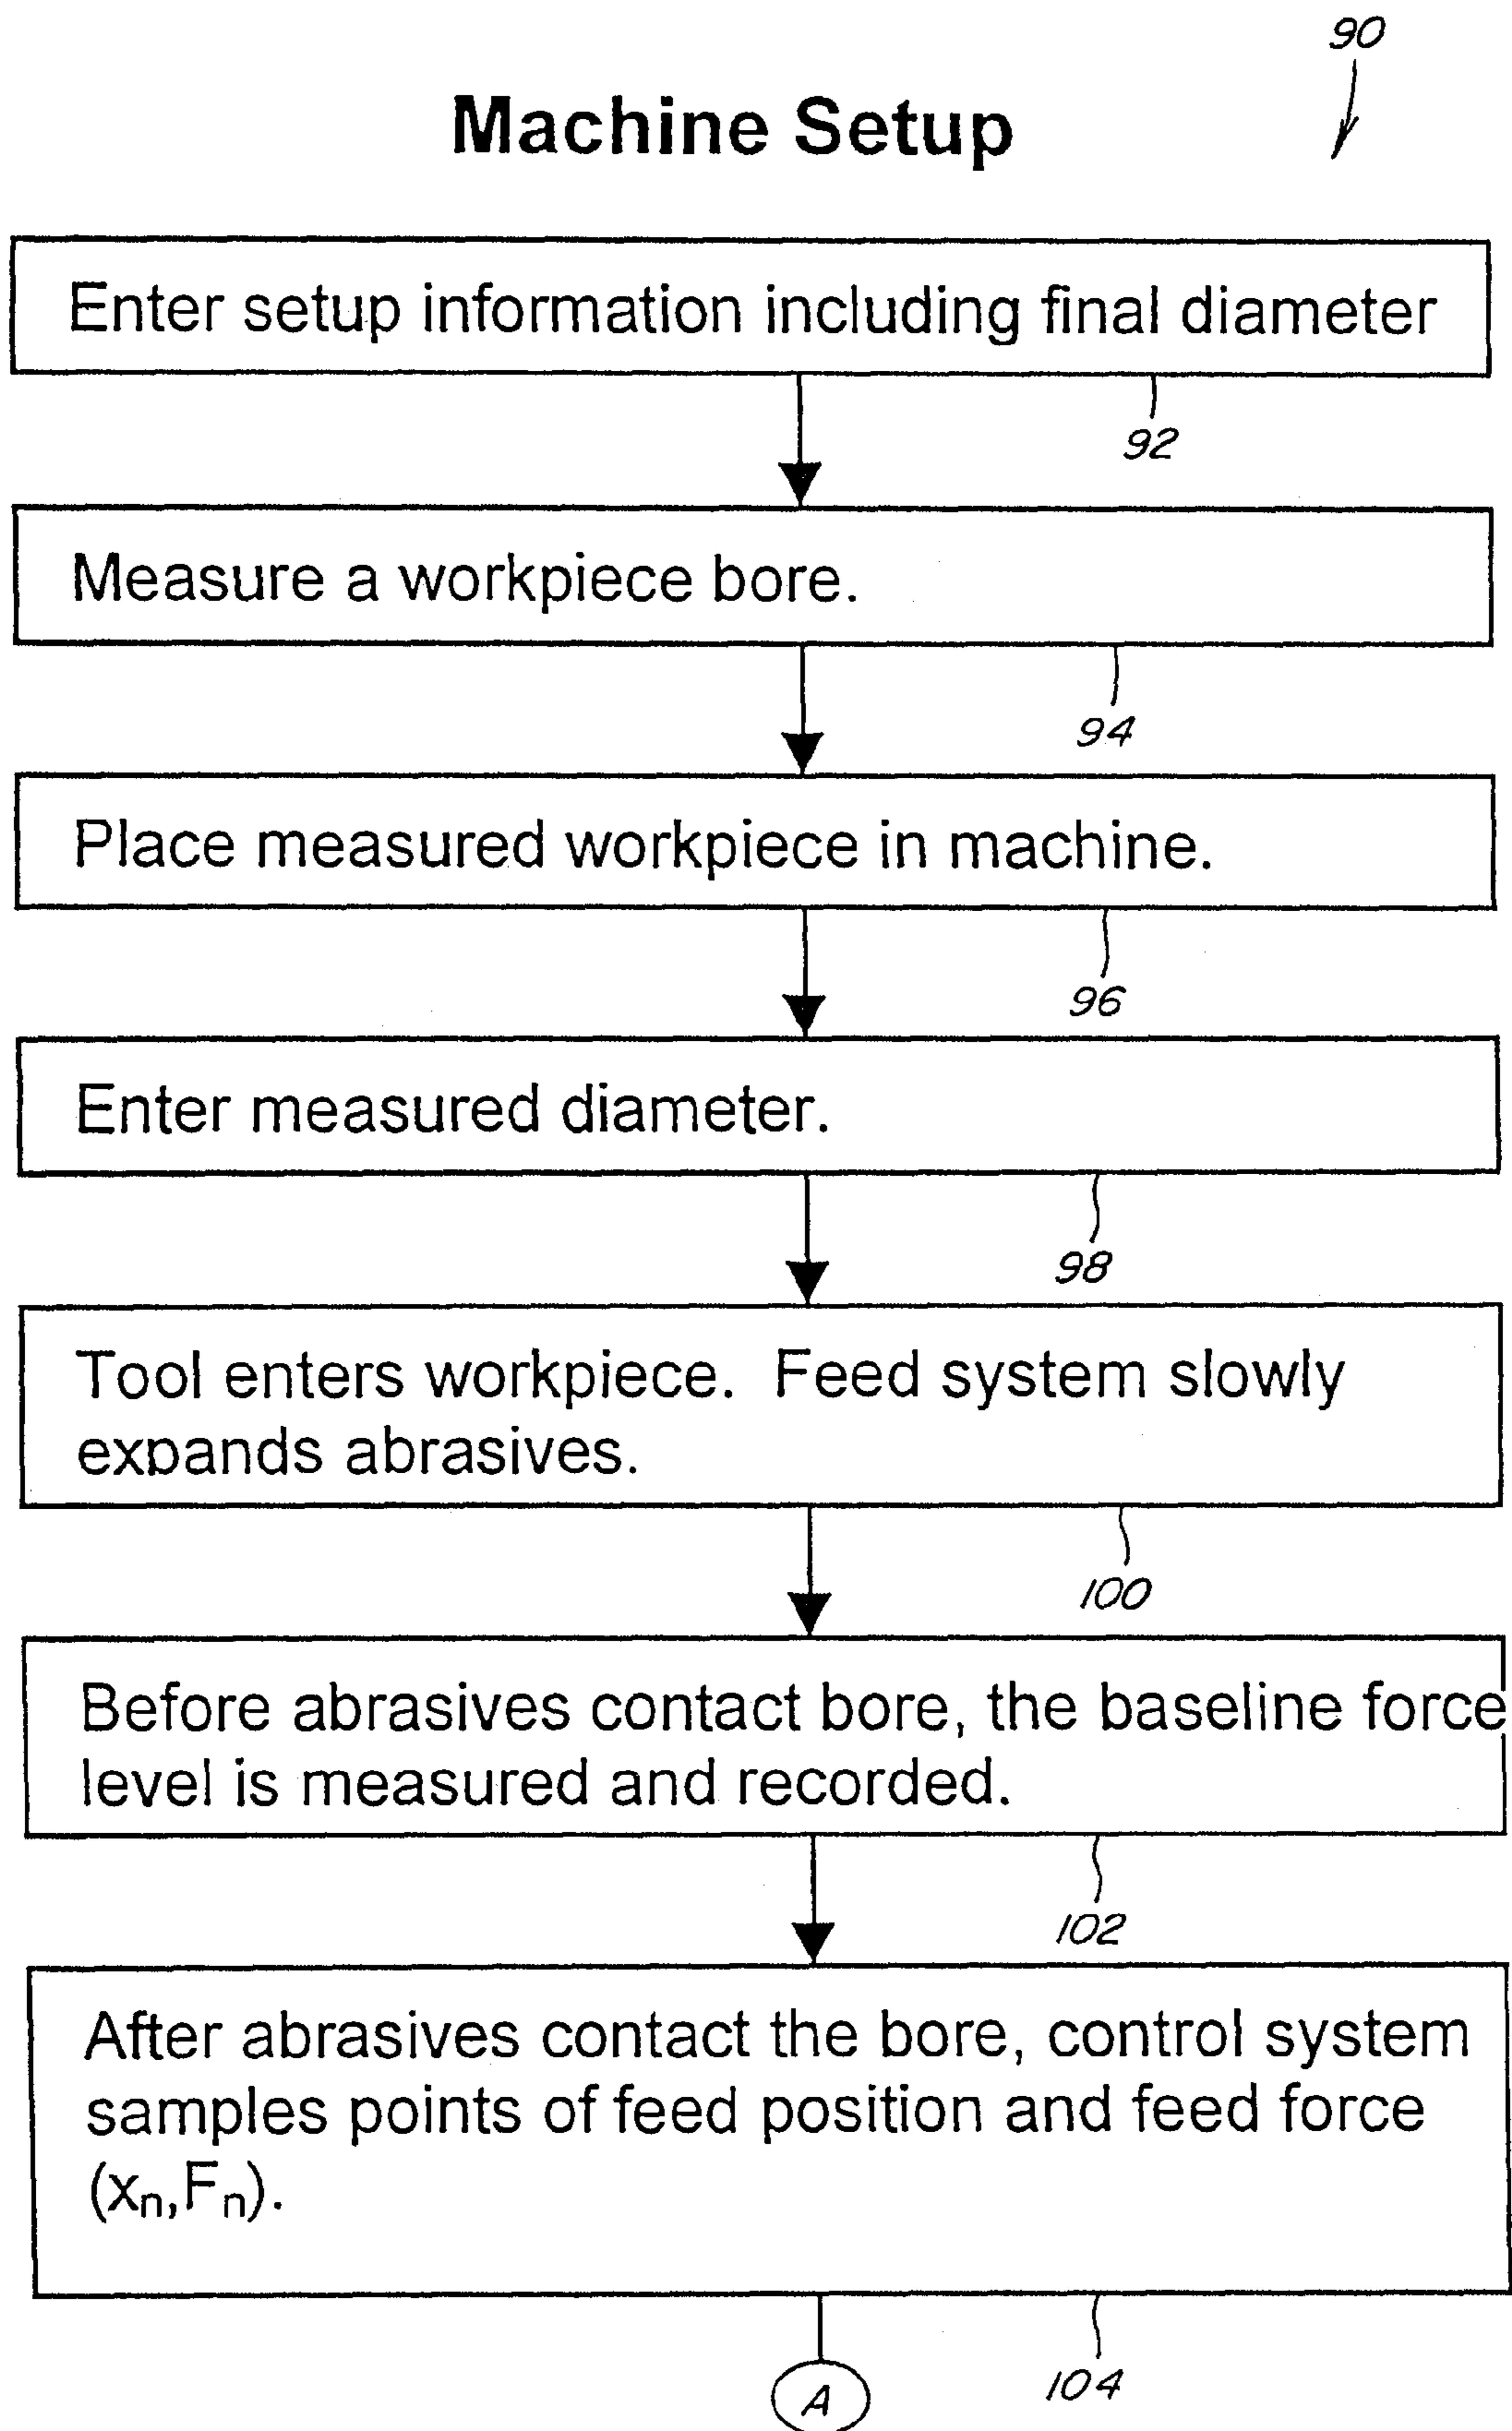 90
Machine Setup
Enter setup information including final diameter
92
Measure a workpiece bore.
94
Place measured workpiece in machine.
96
Enter measured diameter.
98
Tool enters workpiece. Feed system slowly
expands abrasives.
100
Before abrasives contact bore, the baseline force
level is measured and recorded.
102
After abrasives contact the bore, control system
samples points of feed position and feed force
(xₙ,Fₙ).
104
A